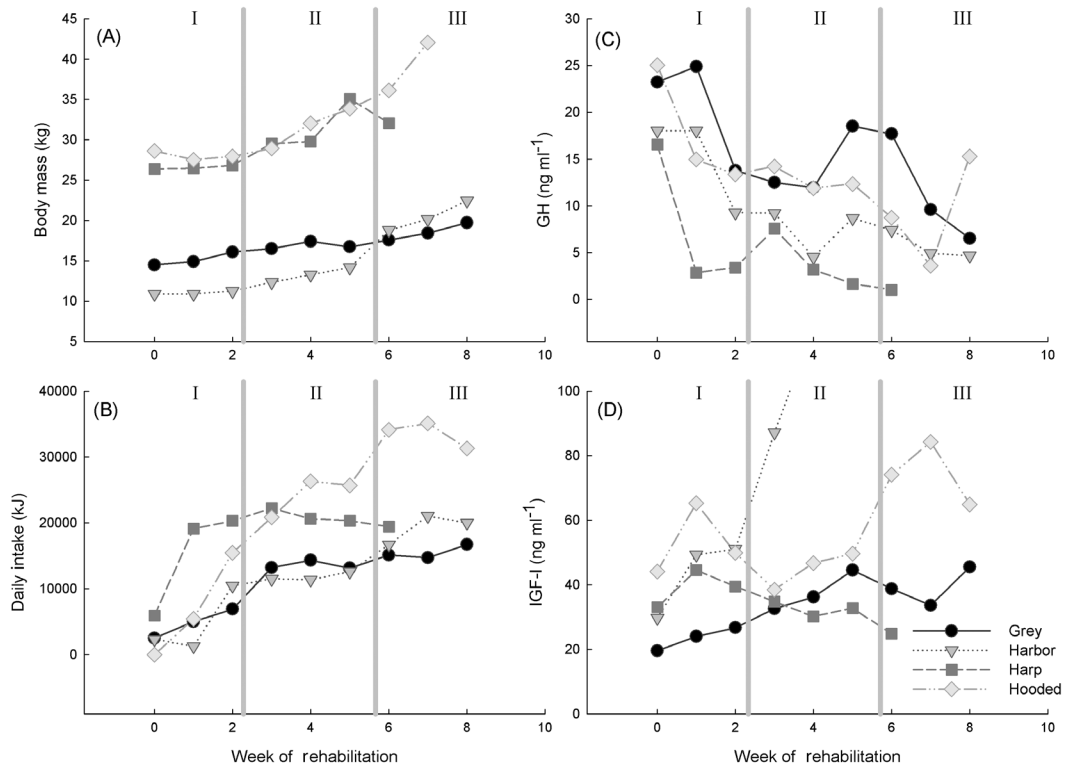 I II III
(A)
Body mass (kg)
45
40
35
30
25
20
15
10
5
0 2 4 6 8 10
I II III
(C)
GH (ng ml⁻¹)
30
25
20
15
10
5
0
0 2 4 6 8 10
I II III
(B)
Daily intake (kJ)
40000
30000
20000
10000
0
0 2 4 6 8 10
Week of rehabilitation
I II III
(D)
IGF-I (ng ml⁻¹)
100
80
60
40
20
0
0 2 4 6 8 10
Week of rehabilitation
Grey
Harbor
Harp
Hooded